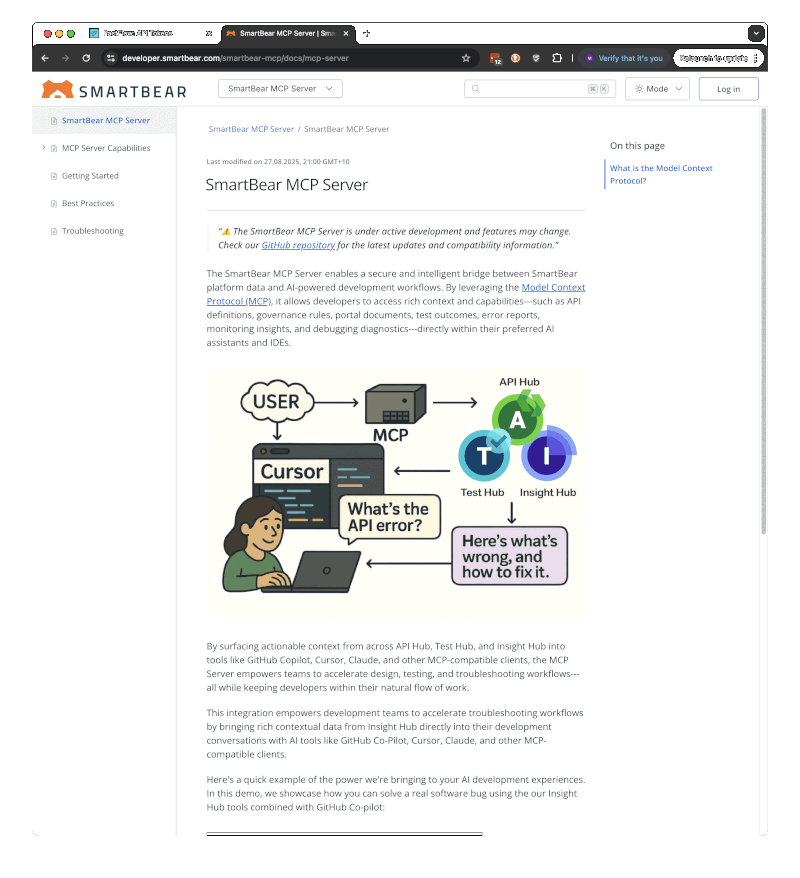 SmartBear MCP Server | Sma
developer.smartbear.com/smartbear-mcp/docs/mcp-server
12
Verify that it's you
SMARTBEAR
SmartBear MCP Server
⌘ K
Mode
Log in
SmartBear MCP Server
MCP Server Capabilities
Getting Started
Best Practices
Troubleshooting
SmartBear MCP Server / SmartBear MCP Server
Last modified on 27.08.2025, 21:00 GMT+10
SmartBear MCP Server
"⚠️ The SmartBear MCP Server is under active development and features may change.
Check our GitHub repository for the latest updates and compatibility information."
The SmartBear MCP Server enables a secure and intelligent bridge between SmartBear
platform data and AI-powered development workflows. By leveraging the Model Context
Protocol (MCP), it allows developers to access rich context and capabilities---such as API
definitions, governance rules, portal documents, test outcomes, error reports,
monitoring insights, and debugging diagnostics---directly within their preferred AI
assistants and IDEs.
USER
MCP
API Hub
A
T
I
Test Hub
Insight Hub
Cursor
What's the
API error?
Here's what's
wrong, and
how to fix it.
By surfacing actionable context from across API Hub, Test Hub, and Insight Hub into
tools like GitHub Copilot, Cursor, Claude, and other MCP-compatible clients, the MCP
Server empowers teams to accelerate design, testing, and troubleshooting workflows---
all while keeping developers within their natural flow of work.
This integration empowers development teams to accelerate troubleshooting workflows
by bringing rich contextual data from Insight Hub directly into their development
conversations with AI tools like GitHub Co-Pilot, Cursor, Claude, and other MCP-
compatible clients.
Here's a quick example of the power we're bringing to your AI development experiences.
In this demo, we showcase how you can solve a real software bug using the our Insight
Hub tools combined with GitHub Co-pilot:
On this page
What is the Model Context
Protocol?